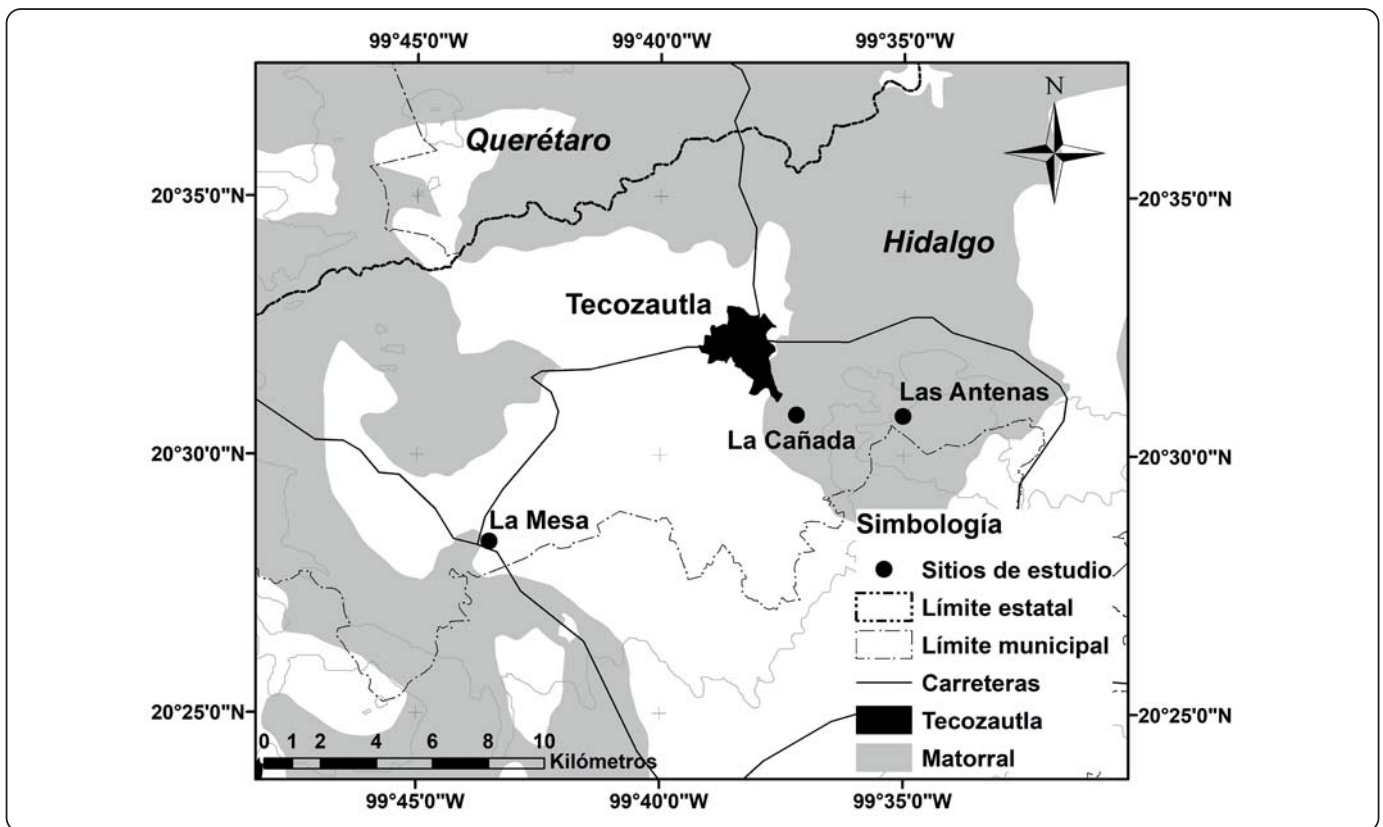 99°45'0"W 99°40'0"W 99°35'0"W
N
Querétaro
20°35'0"N 20°35'0"N
Hidalgo
Tecozautla
Las Antenas
La Cañada
20°30'0"N 20°30'0"N
La Mesa
Simbología
Sitios de estudio
Límite estatal
Límite municipal
Carreteras
Tecozautla
Matorral
20°25'0"N 20°25'0"N
0 1 2 4 6 8 10
Kilómetros
99°45'0"W 99°40'0"W 99°35'0"W